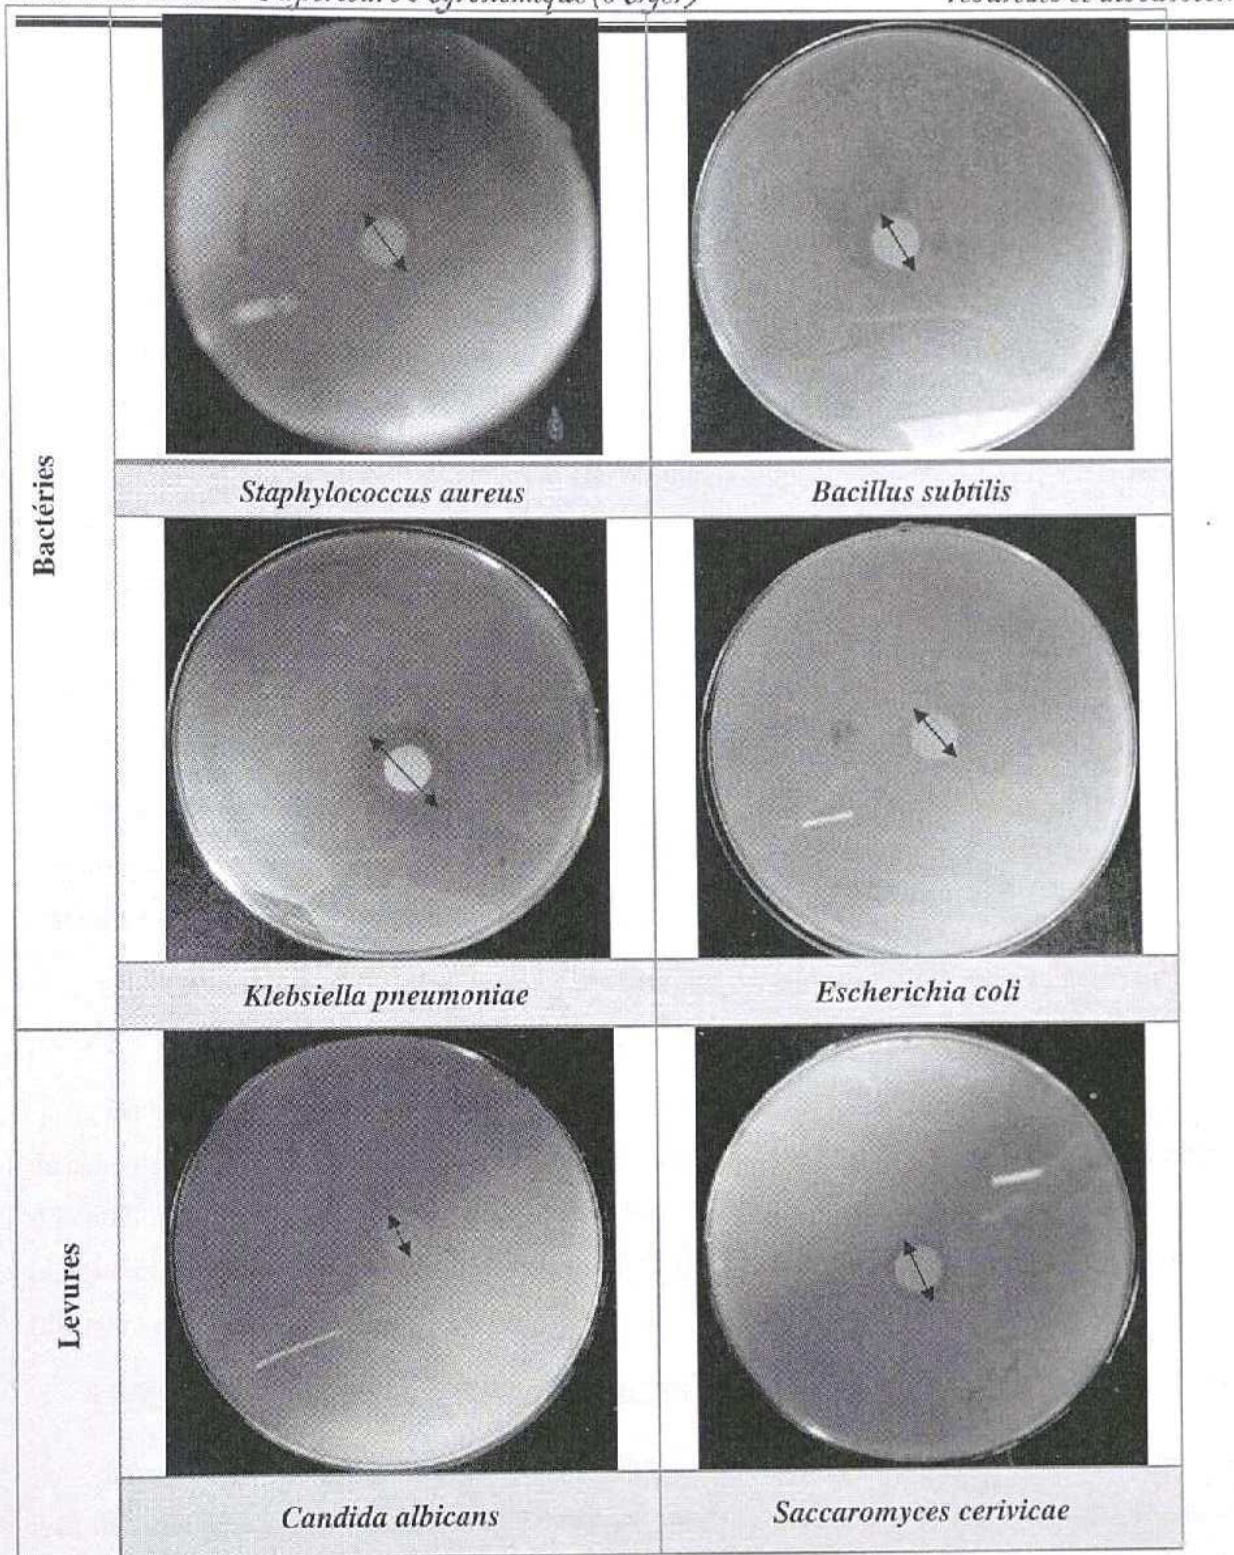 Bactéries
Staphylococcus aureus
Bacillus subtilis
Klebsiella pneumoniae
Escherichia coli
Levures
Candida albicans
Saccaromyces cerivicae